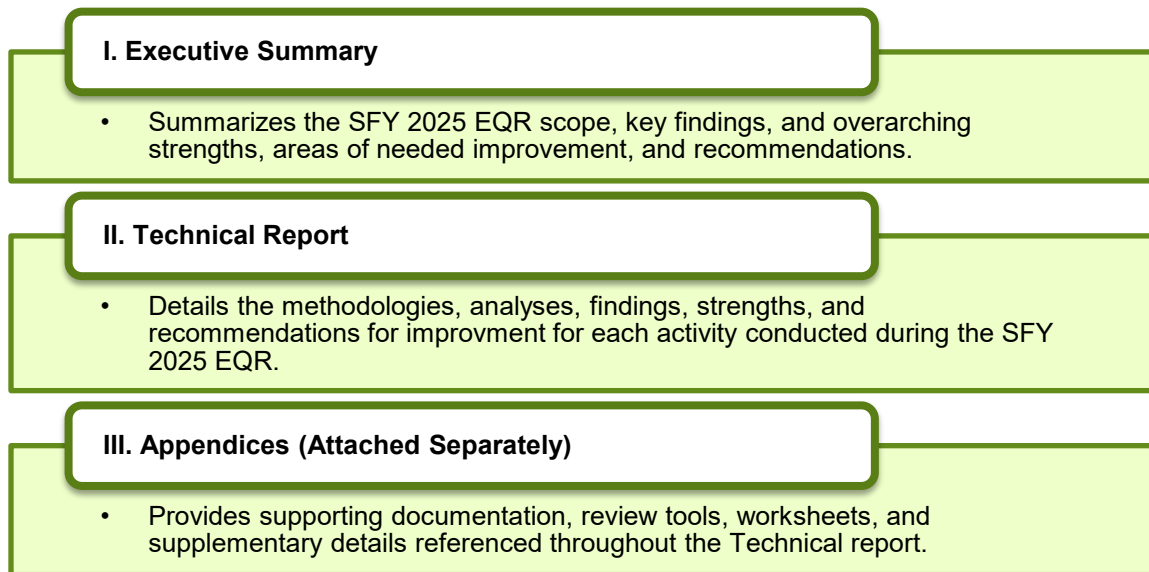 I. Executive Summary
• Summarizes the SFY 2025 EQR scope, key findings, and overarching
strengths, areas of needed improvement, and recommendations.
II. Technical Report
• Details the methodologies, analyses, findings, strengths, and
recommendations for improvment for each activity conducted during the SFY
2025 EQR.
III. Appendices (Attached Separately)
• Provides supporting documentation, review tools, worksheets, and
supplementary details referenced throughout the Technical report.